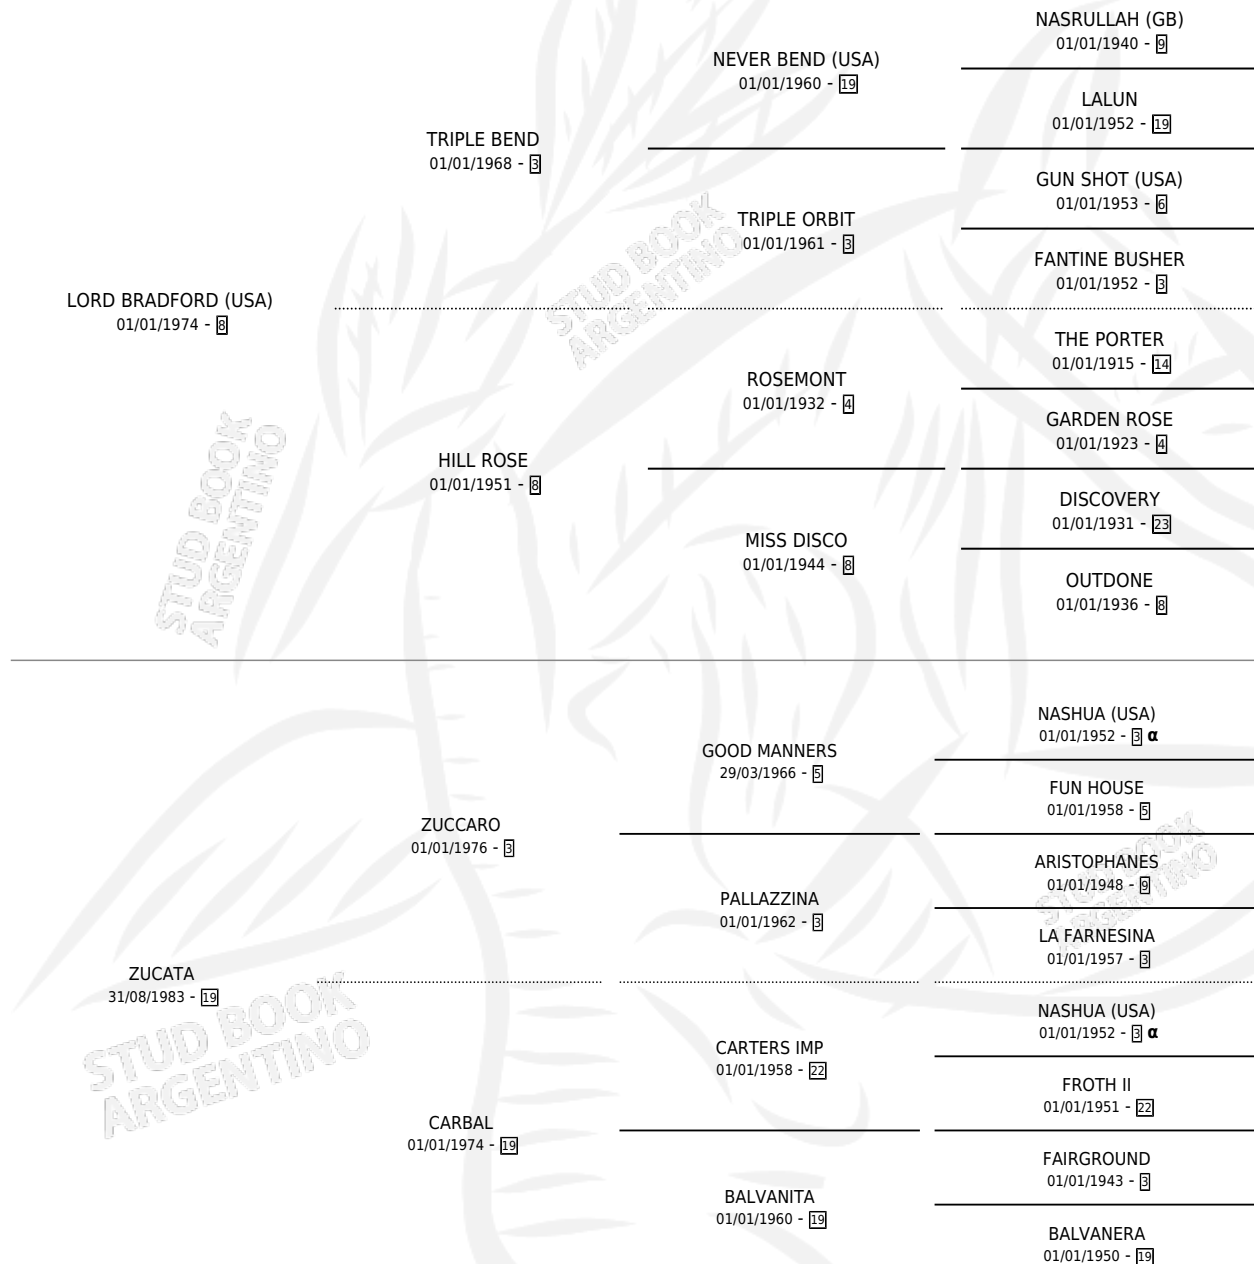 NASRULLAH (GB)
01/01/1940 - 9
NEVER BEND (USA)
01/01/1960 - 19
LALUN
01/01/1952 - 19
TRIPLE BEND
01/01/1968 - 3
GUN SHOT (USA)
01/01/1953 - 6
TRIPLE ORBIT
01/01/1961 - 3
FANTINE BUSHER
01/01/1952 - 3
LORD BRADFORD (USA)
01/01/1974 - 8
STUD BOOK
ARGENTINO
THE PORTER
01/01/1915 - 14
ROSEMONT
01/01/1932 - 4
GARDEN ROSE
01/01/1923 - 4
HILL ROSE
01/01/1951 - 8
DISCOVERY
01/01/1931 - 23
MISS DISCO
01/01/1944 - 8
OUTDONE
01/01/1936 - 8
STUD BOOK
ARGENTINO
NASHUA (USA)
01/01/1952 - 3 α
GOOD MANNERS
29/03/1966 - 5
FUN HOUSE
01/01/1958 - 5
ZUCCARO
01/01/1976 - 3
ARISTOPHANES
01/01/1948 - 9
PALLAZZINA
01/01/1962 - 3
LA FARNESINA
01/01/1957 - 3
STUD BOOK
ARGENTINO
ZUCATA
31/08/1983 - 19
STUD BOOK
ARGENTINO
NASHUA (USA)
01/01/1952 - 3 α
CARTERS IMP
01/01/1958 - 22
FROTH II
01/01/1951 - 22
CARBAL
01/01/1974 - 19
FAIRGROUND
01/01/1943 - 3
BALVANITA
01/01/1960 - 19
BALVANERA
01/01/1950 - 19